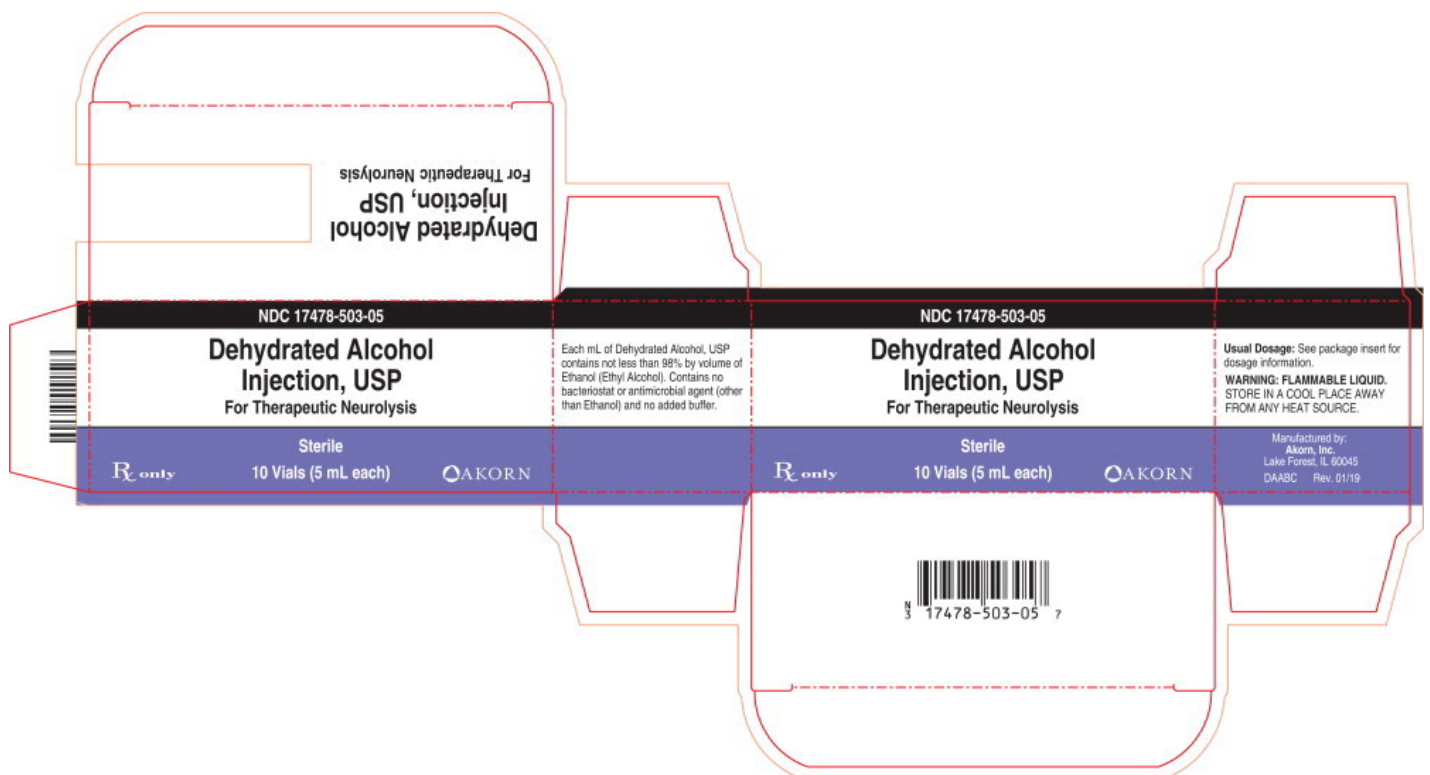 Dehydrated Alcohol
Injection, USP
For Therapeutic Neurolysis
NDC 17478-503-05
Dehydrated Alcohol
Injection, USP
For Therapeutic Neurolysis
Sterile
10 Vials (5 mL each)
Rx only
AKORN
Each mL of Dehydrated Alcohol, USP
contains not less than 98% by volume of
Ethanol (Ethyl Alcohol). Contains no
bacteriostat or antimicrobial agent (other
than Ethanol) and no added buffer.
NDC 17478-503-05
Dehydrated Alcohol
Injection, USP
For Therapeutic Neurolysis
Sterile
10 Vials (5 mL each)
Rx only
AKORN
Usual Dosage: See package insert for
dosage information.
WARNING: FLAMMABLE LIQUID.
STORE IN A COOL PLACE AWAY
FROM ANY HEAT SOURCE.
Manufactured by:
Akorn, Inc.
Lake Forest, IL 60045
DAABC Rev. 01/19
N
3 17478-503-05 7